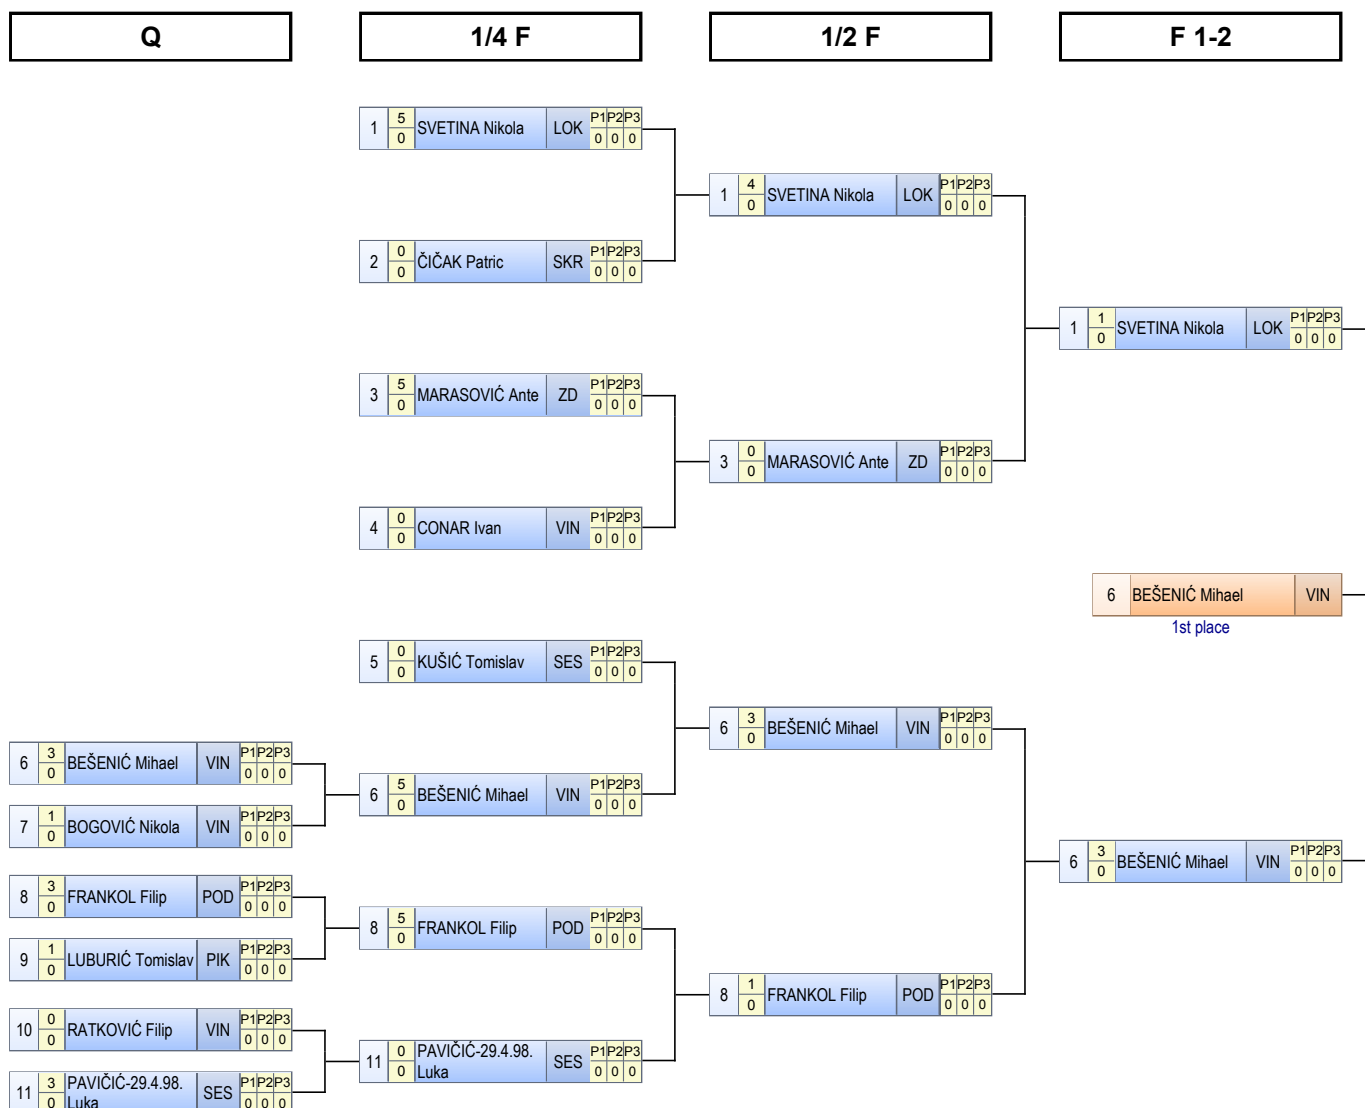 Q 1/4 F 1/2 F F 1-2
1 5 0 SVETINA Nikola LOK P1 P2 P3 0 0 0
1 4 0 SVETINA Nikola LOK P1 P2 P3 0 0 0
2 0 0 ČIČAK Patric SKR P1 P2 P3 0 0 0
1 1 0 SVETINA Nikola LOK P1 P2 P3 0 0 0
3 5 0 MARASOVIĆ Ante ZD P1 P2 P3 0 0 0
3 0 0 MARASOVIĆ Ante ZD P1 P2 P3 0 0 0
4 0 0 CONAR Ivan VIN P1 P2 P3 0 0 0
6 BEŠENIĆ Mihael VIN
1st place
5 0 0 KUŠIĆ Tomislav SES P1 P2 P3 0 0 0
6 3 0 BEŠENIĆ Mihael VIN P1 P2 P3 0 0 0
6 3 0 BEŠENIĆ Mihael VIN P1 P2 P3 0 0 0
6 5 0 BEŠENIĆ Mihael VIN P1 P2 P3 0 0 0
7 1 0 BOGOVIĆ Nikola VIN P1 P2 P3 0 0 0
6 3 0 BEŠENIĆ Mihael VIN P1 P2 P3 0 0 0
8 3 0 FRANKOL Filip POD P1 P2 P3 0 0 0
8 5 0 FRANKOL Filip POD P1 P2 P3 0 0 0
9 1 0 LUBURIĆ Tomislav PIK P1 P2 P3 0 0 0
8 1 0 FRANKOL Filip POD P1 P2 P3 0 0 0
10 0 0 RATKOVIĆ Filip VIN P1 P2 P3 0 0 0
11 0 0 PAVIČIĆ-29.4.98. Luka SES P1 P2 P3 0 0 0
11 3 0 PAVIČIĆ-29.4.98. Luka SES P1 P2 P3 0 0 0